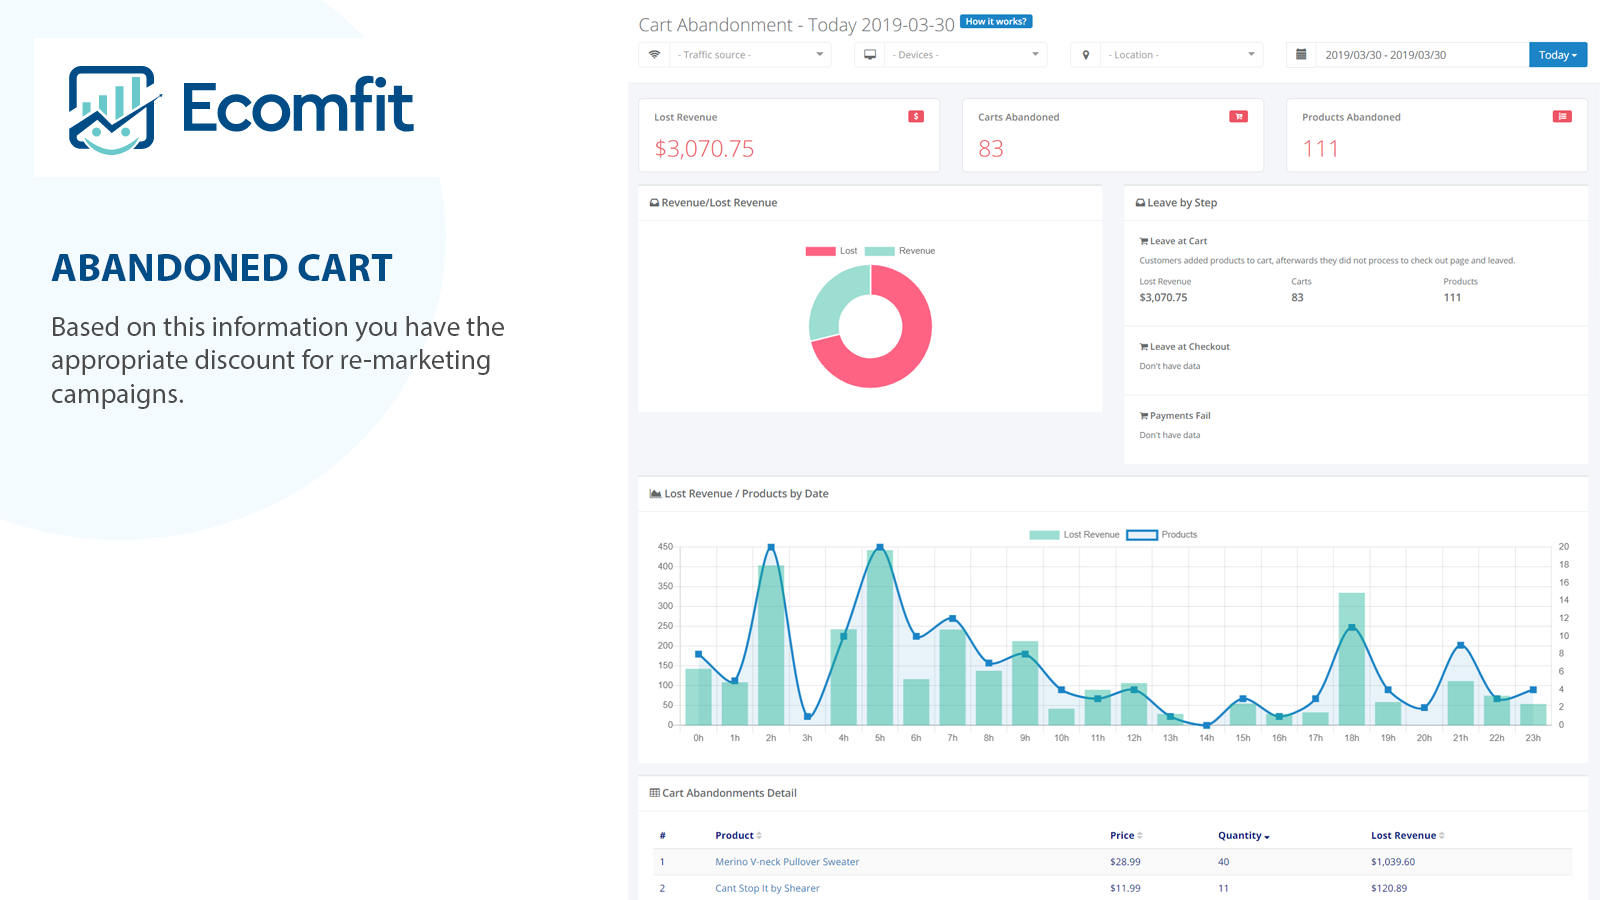 Ecomfit
ABANDONED CART
Based on this information you have the
appropriate discount for re-marketing
campaigns.
Cart Abandonment - Today 2019-03-30 How it works?
- Traffic source -
- Devices -
- Location -
2019/03/30 - 2019/03/30
Today
Lost Revenue
$
$3,070.75
Carts Abandoned
83
Products Abandoned
111
Revenue/Lost Revenue
Lost Revenue
Leave by Step
Leave at Cart
Customers added products to cart, afterwards they did not process to check out page and leaved.
Lost Revenue Carts Products
$3,070.75 83 111
Leave at Checkout
Don't have data
Payments Fail
Don't have data
Lost Revenue / Products by Date
Lost Revenue Products
450 20
400 18
350 16
300 14
250 12
200 10
150 8
100 6
50 4
0 2
0
0h 1h 2h 3h 4h 5h 6h 7h 8h 9h 10h 11h 12h 13h 14h 15h 16h 17h 18h 19h 20h 21h 22h 23h
Cart Abandonments Detail
# Product Price Quantity Lost Revenue
1 Merino V-neck Pullover Sweater $28.99 40 $1,039.60
2 Cant Stop It by Shearer $11.99 11 $120.89